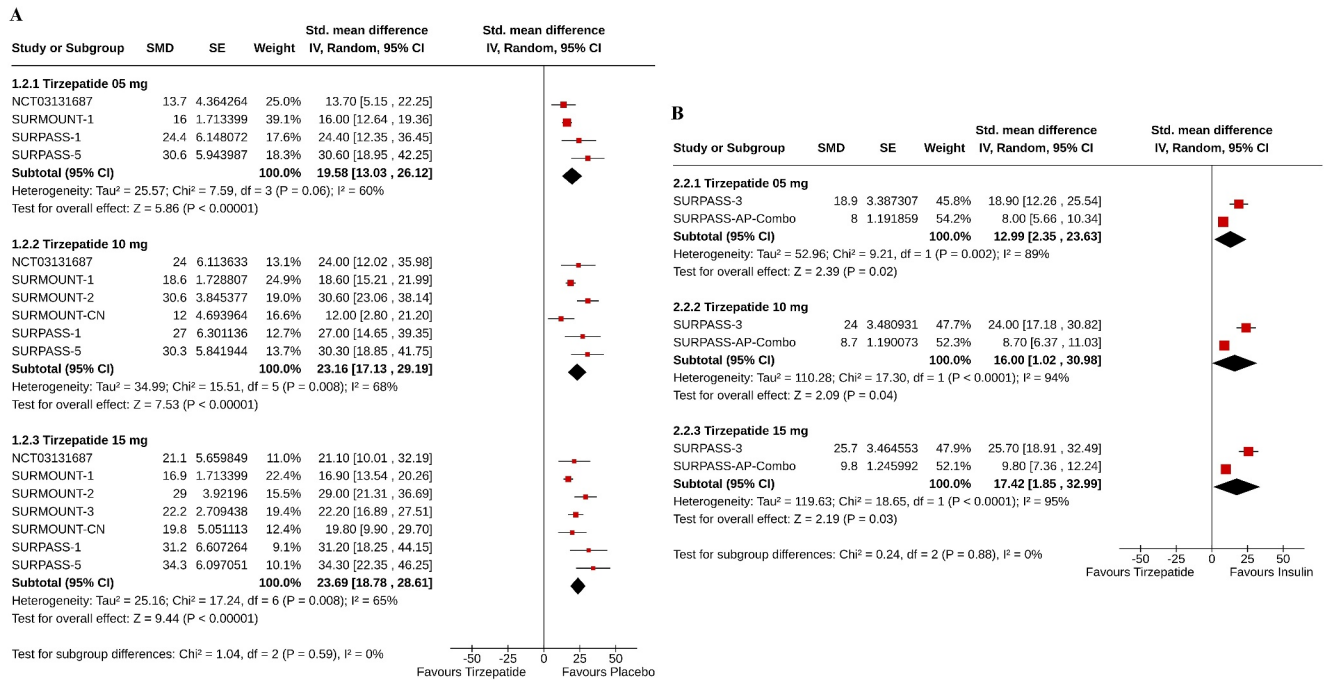 A
Std. mean difference Std. mean difference
Study or Subgroup SMD SE Weight IV, Random, 95% CI IV, Random, 95% CI
1.2.1 Tirzepatide 05 mg
NCT03131687 13.7 4.364264 25.0% 13.70 [5.15 , 22.25]
SURMOUNT-1 16 1.713399 39.1% 16.00 [12.64 , 19.36]
SURPASS-1 24.4 6.148072 17.6% 24.40 [12.35 , 36.45]
SURPASS-5 30.6 5.943987 18.3% 30.60 [18.95 , 42.25]
Subtotal (95% CI) 100.0% 19.58 [13.03 , 26.12]
Heterogeneity: Tau² = 25.57; Chi² = 7.59, df = 3 (P = 0.06); I² = 60%
Test for overall effect: Z = 5.86 (P < 0.00001)
1.2.2 Tirzepatide 10 mg
NCT03131687 24 6.113633 13.1% 24.00 [12.02 , 35.98]
SURMOUNT-1 18.6 1.728807 24.9% 18.60 [15.21 , 21.99]
SURMOUNT-2 30.6 3.845377 19.0% 30.60 [23.06 , 38.14]
SURMOUNT-CN 12 4.693964 16.6% 12.00 [2.80 , 21.20]
SURPASS-1 27 6.301136 12.7% 27.00 [14.65 , 39.35]
SURPASS-5 30.3 5.841944 13.7% 30.30 [18.85 , 41.75]
Subtotal (95% CI) 100.0% 23.16 [17.13 , 29.19]
Heterogeneity: Tau² = 34.99; Chi² = 15.51, df = 5 (P = 0.008); I² = 68%
Test for overall effect: Z = 7.53 (P < 0.00001)
1.2.3 Tirzepatide 15 mg
NCT03131687 21.1 5.659849 11.0% 21.10 [10.01 , 32.19]
SURMOUNT-1 16.9 1.713399 22.4% 16.90 [13.54 , 20.26]
SURMOUNT-2 29 3.92196 15.5% 29.00 [21.31 , 36.69]
SURMOUNT-3 22.2 2.709438 19.4% 22.20 [16.89 , 27.51]
SURMOUNT-CN 19.8 5.051113 12.4% 19.80 [9.90 , 29.70]
SURPASS-1 31.2 6.607264 9.1% 31.20 [18.25 , 44.15]
SURPASS-5 34.3 6.097051 10.1% 34.30 [22.35 , 46.25]
Subtotal (95% CI) 100.0% 23.69 [18.78 , 28.61]
Heterogeneity: Tau² = 25.16; Chi² = 17.24, df = 6 (P = 0.008); I² = 65%
Test for overall effect: Z = 9.44 (P < 0.00001)
Test for subgroup differences: Chi² = 1.04, df = 2 (P = 0.59), I² = 0%
-50 -25 0 25 50
Favours Tirzepatide Favours Placebo
B
Std. mean difference Std. mean difference
Study or Subgroup SMD SE Weight IV, Random, 95% CI IV, Random, 95% CI
2.2.1 Tirzepatide 05 mg
SURPASS-3 18.9 3.387307 45.8% 18.90 [12.26 , 25.54]
SURPASS-AP-Combo 8 1.191859 54.2% 8.00 [5.66 , 10.34]
Subtotal (95% CI) 100.0% 12.99 [2.35 , 23.63]
Heterogeneity: Tau² = 52.96; Chi² = 9.21, df = 1 (P = 0.002); I² = 89%
Test for overall effect: Z = 2.39 (P = 0.02)
2.2.2 Tirzepatide 10 mg
SURPASS-3 24 3.480931 47.7% 24.00 [17.18 , 30.82]
SURPASS-AP-Combo 8.7 1.190073 52.3% 8.70 [6.37 , 11.03]
Subtotal (95% CI) 100.0% 16.00 [1.02 , 30.98]
Heterogeneity: Tau² = 110.28; Chi² = 17.30, df = 1 (P < 0.0001); I² = 94%
Test for overall effect: Z = 2.09 (P = 0.04)
2.2.3 Tirzepatide 15 mg
SURPASS-3 25.7 3.464553 47.9% 25.70 [18.91 , 32.49]
SURPASS-AP-Combo 9.8 1.245992 52.1% 9.80 [7.36 , 12.24]
Subtotal (95% CI) 100.0% 17.42 [1.85 , 32.99]
Heterogeneity: Tau² = 119.63; Chi² = 18.65, df = 1 (P < 0.0001); I² = 95%
Test for overall effect: Z = 2.19 (P = 0.03)
Test for subgroup differences: Chi² = 0.24, df = 2 (P = 0.88), I² = 0%
-50 -25 0 25 50
Favours Tirzepatide Favours Insulin